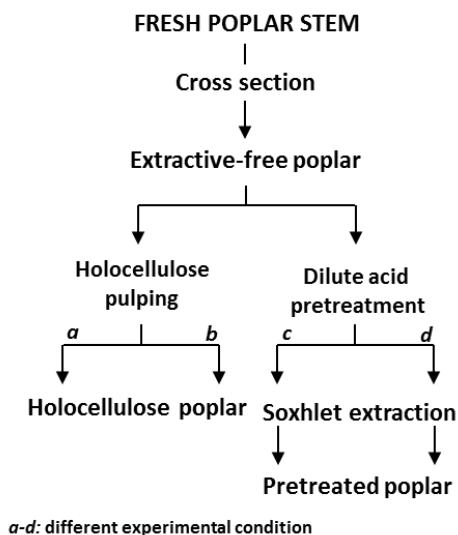 FRESH POPLAR STEM
Cross section
Extractive-free poplar
Holocellulose
pulping
Dilute acid
pretreatment
a
b
c
d
Holocellulose poplar
Soxhlet extraction
Pretreated poplar
a-d: different experimental condition